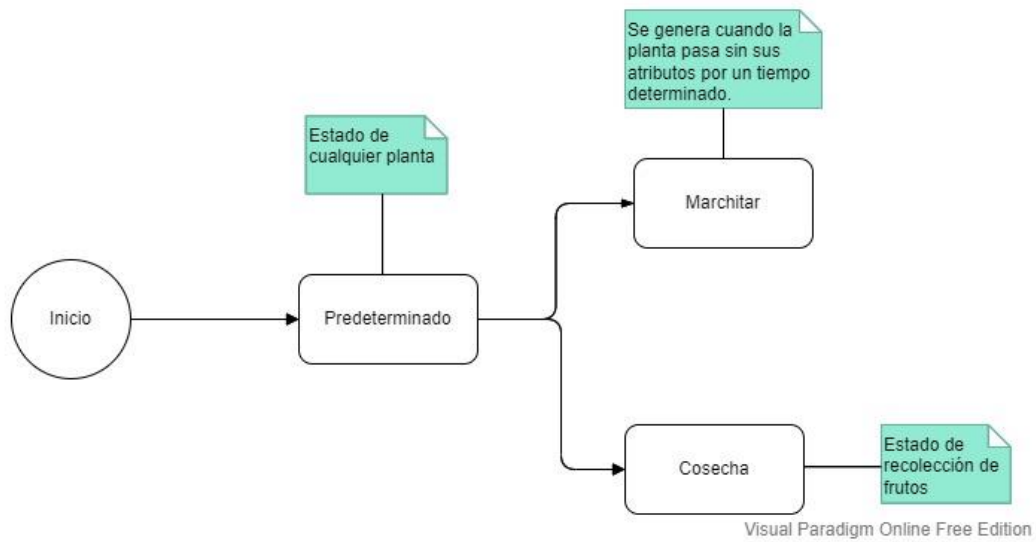 Se genera cuando la
planta pasa sin sus
atributos por un tiempo
determinado.
Estado de
cualquier planta
Marchitar
Inicio
Predeterminado
Cosecha
Estado de
recolección de
frutos
Visual Paradigm Online Free Edition